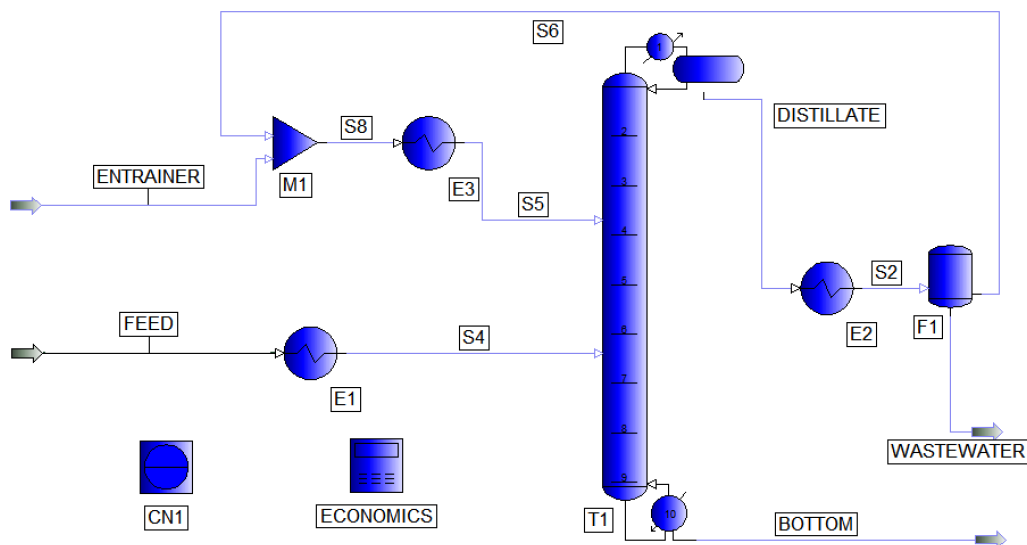 S6
1
DISTILLATE
S8
2
ENTRAINER
M1
E3
3
S5
4
5
S2
FEED
S4
6
E2
F1
E1
7
8
WASTEWATER
9
CN1
ECONOMICS
T1
10
BOTTOM